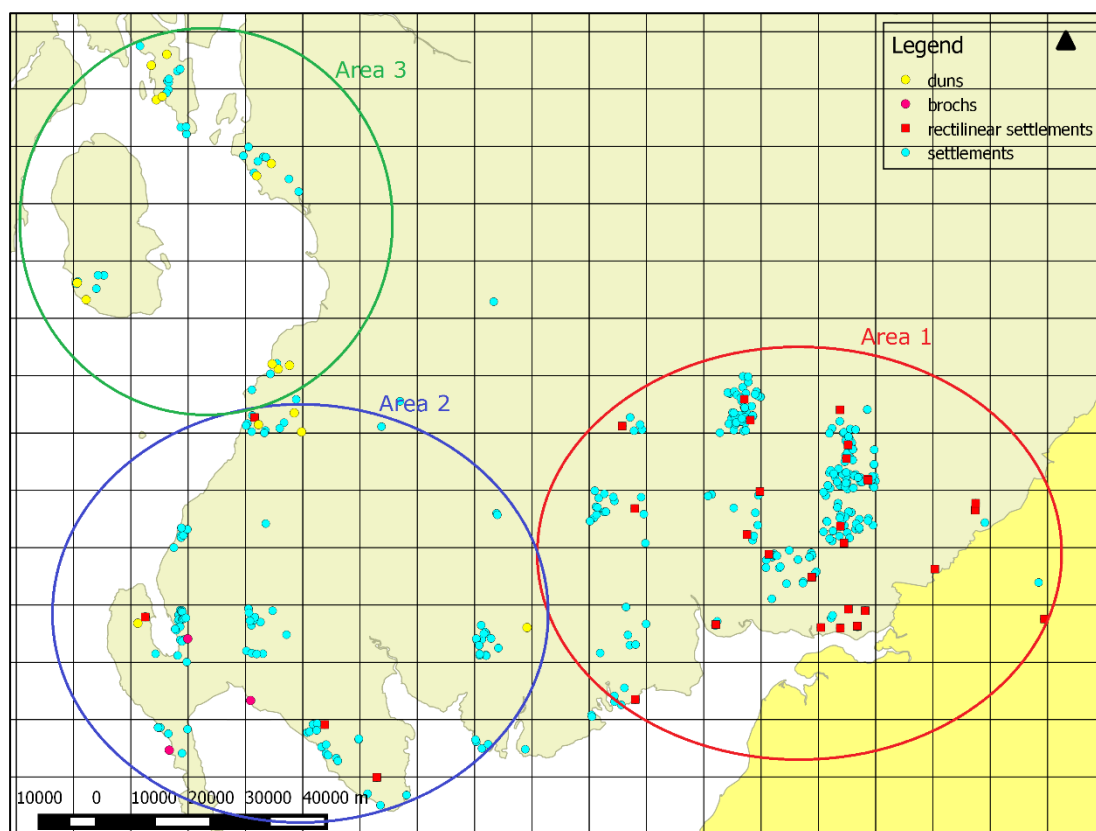 Legend
duns
brochs
rectilinear settlements
settlements
Area 3
Area 1
Area 2
10000 0 10000 20000 30000 40000 m